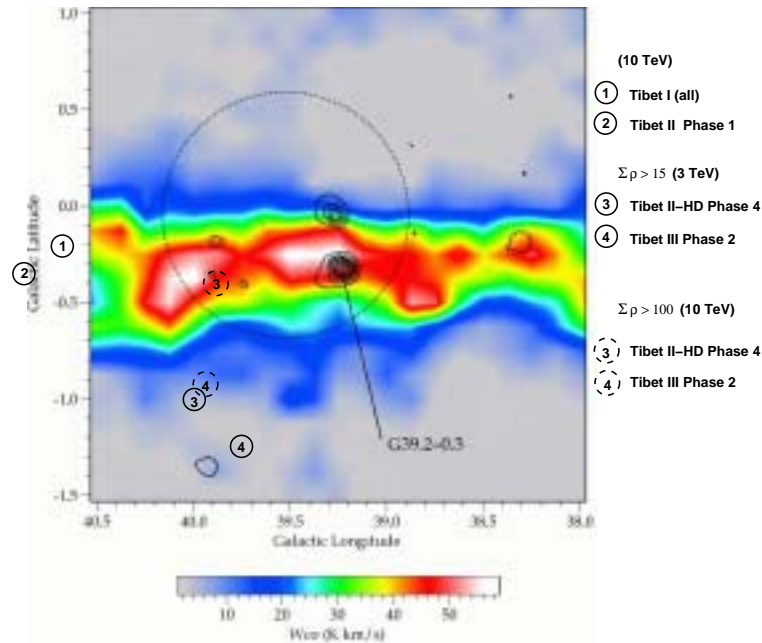 1.0
0.5
0.0
-0.5
-1.0
-1.5
Galactic Latitude
1
2
3
4
3
4
G39.2-0.3
40.5 40.0 39.5 39.0 38.5 38.0
Galactic Longitude
10 20 30 40 50
Wco (K km/s)
(10 TeV)
1 Tibet I (all)
2 Tibet II Phase 1
Σ ρ > 15 (3 TeV)
3 Tibet II–HD Phase 4
4 Tibet III Phase 2
Σ ρ > 100 (10 TeV)
3 Tibet II–HD Phase 4
4 Tibet III Phase 2